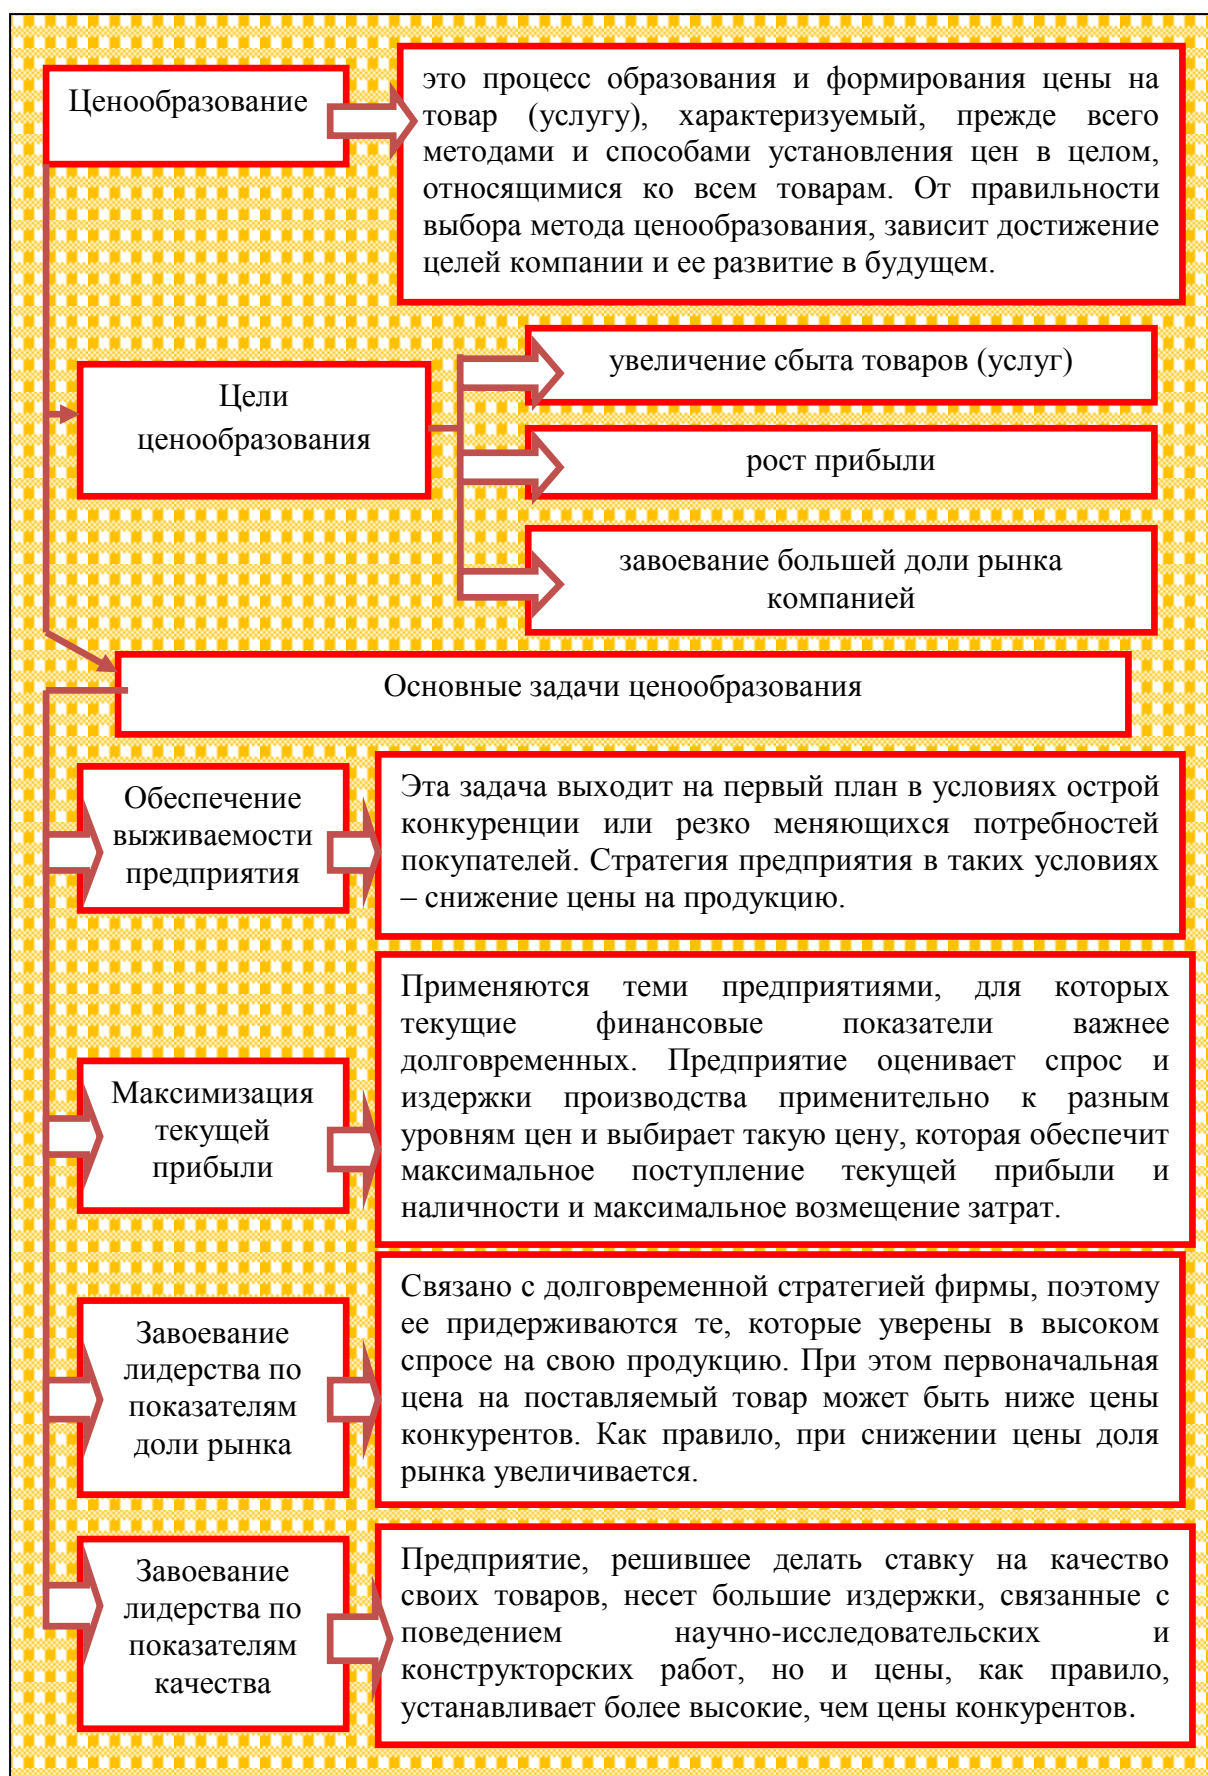 Ценообразование
это процесс образования и формирования цены на
товар (услугу), характеризуемый, прежде всего
методами и способами установления цен в целом,
относящимися ко всем товарам. От правильности
выбора метода ценообразования, зависит достижение
целей компании и ее развитие в будущем.
Цели
ценообразования
увеличение сбыта товаров (услуг)
рост прибыли
завоевание большей доли рынка
компанией
Основные задачи ценообразования
Обеспечение
выживаемости
предприятия
Эта задача выходит на первый план в условиях острой
конкуренции или резко меняющихся потребностей
покупателей. Стратегия предприятия в таких условиях
– снижение цены на продукцию.
Максимизация
текущей
прибыли
Применяются теми предприятиями, для которых
текущие финансовые показатели важнее
долговременных. Предприятие оценивает спрос и
издержки производства применительно к разным
уровням цен и выбирает такую цену, которая обеспечит
максимальное поступление текущей прибыли и
наличности и максимальное возмещение затрат.
Завоевание
лидерства по
показателям
доли рынка
Связано с долговременной стратегией фирмы, поэтому
ее придерживаются те, которые уверены в высоком
спросе на свою продукцию. При этом первоначальная
цена на поставляемый товар может быть ниже цены
конкурентов. Как правило, при снижении цены доля
рынка увеличивается.
Завоевание
лидерства по
показателям
качества
Предприятие, решившее делать ставку на качество
своих товаров, несет большие издержки, связанные с
поведением научно-исследовательских и
конструкторских работ, но и цены, как правило,
устанавливает более высокие, чем цены конкурентов.